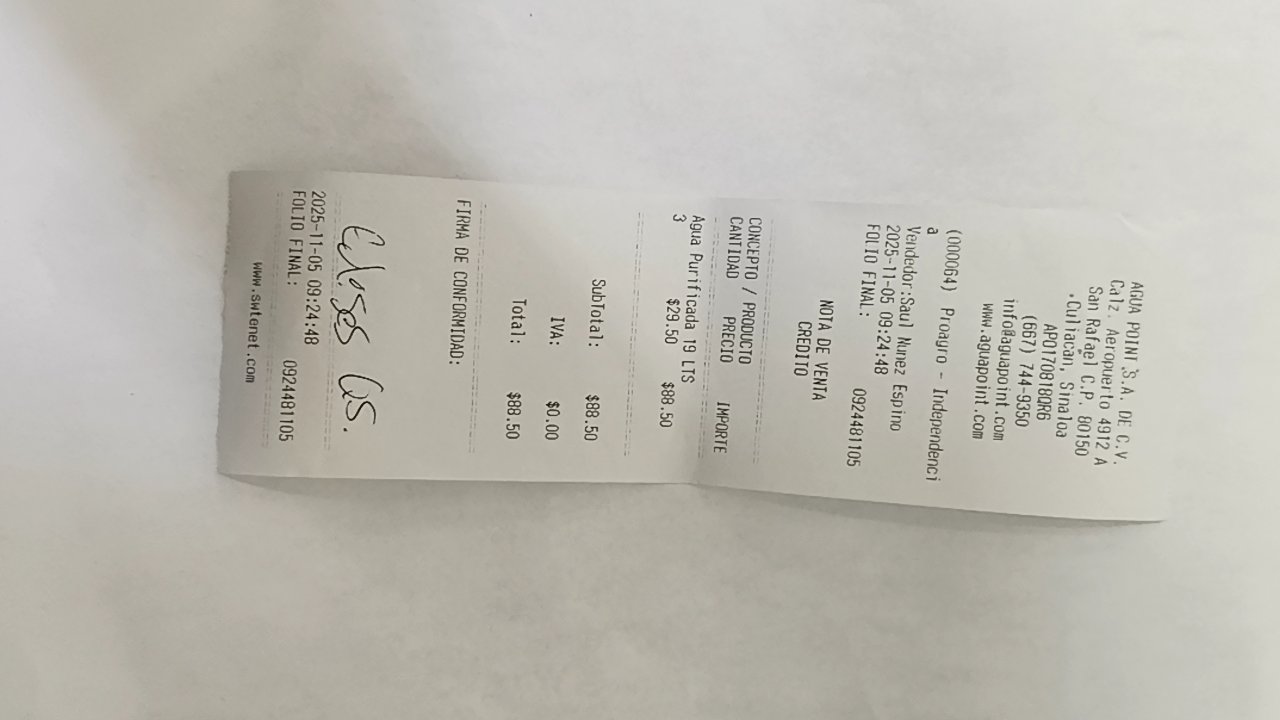 AGUA POINT S.A. DE C.V.
Calz. Aeropuerto 4912 A
San Rafael C.P. 80150
.Culiacan, Sinaloa
APO170818QR6
(667) 744-9350
info@aguapoint.com
www.aguapoint.com
(000064) Proagro - Independenci
a
Vendedor:Saul Nunez Espino
2025-11-05 09:24:48
FOLIO FINAL: 0924481105
NOTA DE VENTA
CREDITO
CONCEPTO / PRODUCTO
CANTIDAD PRECIO IMPORTE
Agua Purificada 19 LTS
3 $29.50 $88.50
SubTotal: $88.50
IVA: $0.00
Total: $88.50
FIRMA DE CONFORMIDAD:
2025-11-05 09:24:48
FOLIO FINAL: 0924481105
www.swtenet.com